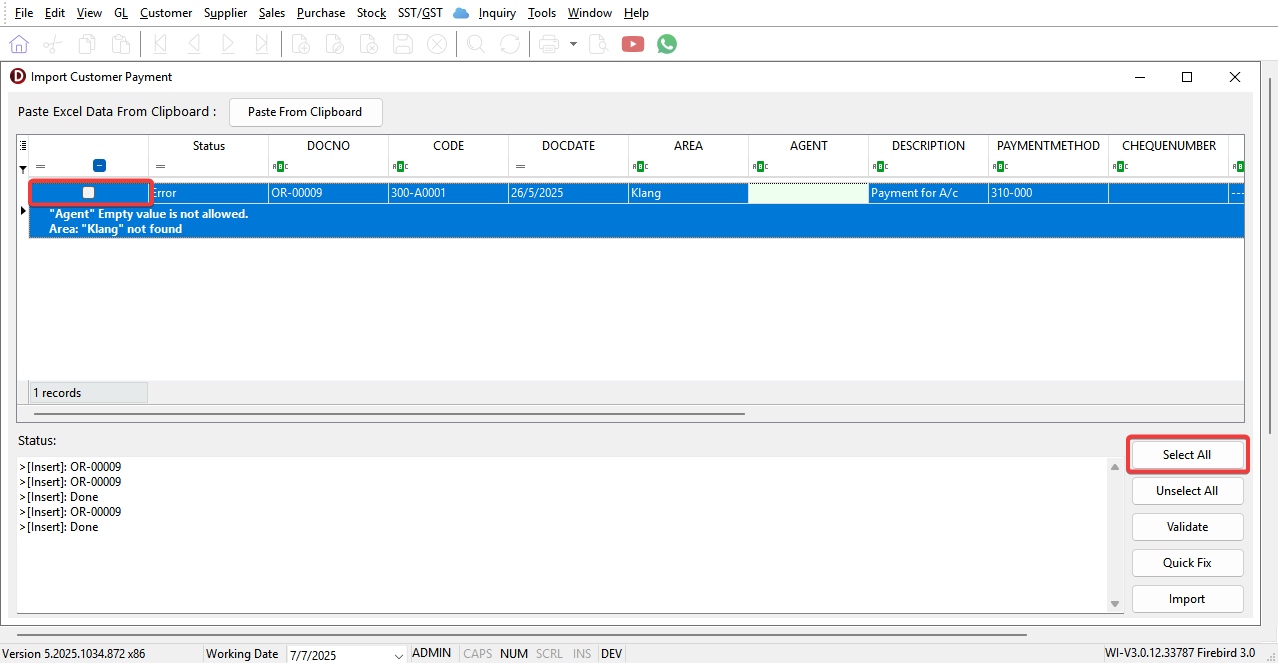 File Edit View GL Customer Supplier Sales Purchase Stock SST/GST Inquiry Tools Window Help
Import Customer Payment
Paste Excel Data From Clipboard : Paste From Clipboard
Status DOCNO CODE DOCDATE AREA AGENT DESCRIPTION PAYMENTMETHOD CHEQUENUMBER
Error OR-00009 300-A0001 26/5/2025 Klang Payment for A/c 310-000
"Agent" Empty value is not allowed.
Area: "Klang" not found
1 records
Status:
>[Insert]: OR-00009
>[Insert]: OR-00009
>[Insert]: Done
>[Insert]: OR-00009
>[Insert]: Done
Select All
Unselect All
Validate
Quick Fix
Import
Version 5.2025.1034.872 x86 Working Date 7/7/2025 ADMIN CAPS NUM SCRL INS DEV WI-V3.0.12.33787 Firebird 3.0